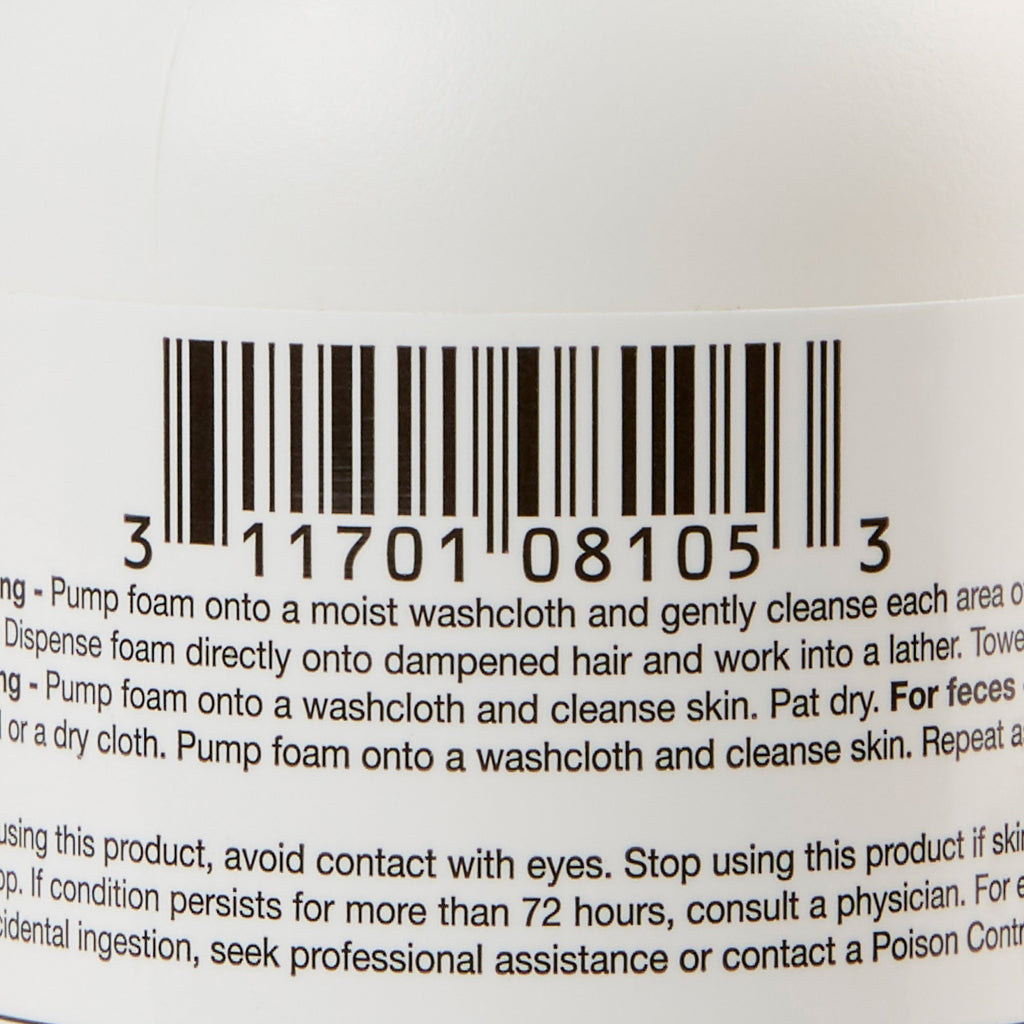 3 11701 08105 3
ng - Pump foam onto a moist washcloth and gently cleanse each area o
Dispense foam directly onto dampened hair and work into a lather. Towe
ng - Pump foam onto a washcloth and cleanse skin. Pat dry. For feces
or a dry cloth. Pump foam onto a washcloth and cleanse skin. Repeat a
using this product, avoid contact with eyes. Stop using this product if skin
op. If condition persists for more than 72 hours, consult a physician. For e
cidental ingestion, seek professional assistance or contact a Poison Contr